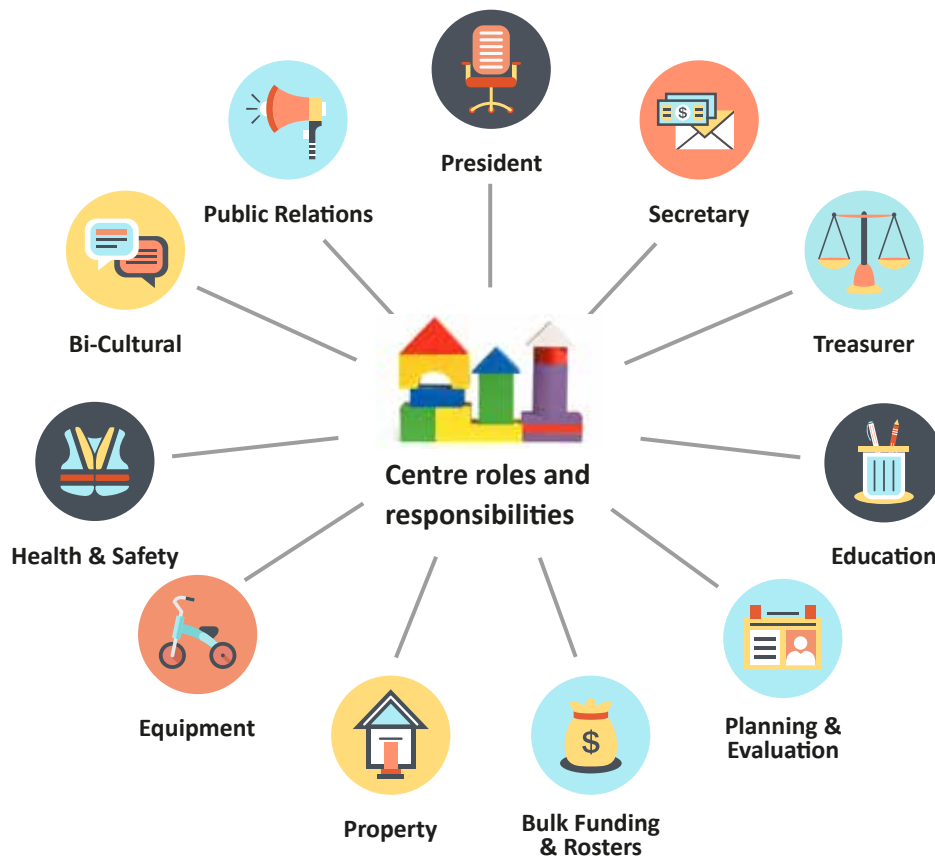 President
Public Relations
Secretary
Bi-Cultural
Treasurer
Centre roles and
responsibilities
Health & Safety
Education
Equipment
Planning &
Evaluation
Property
Bulk Funding
& Rosters
$
$